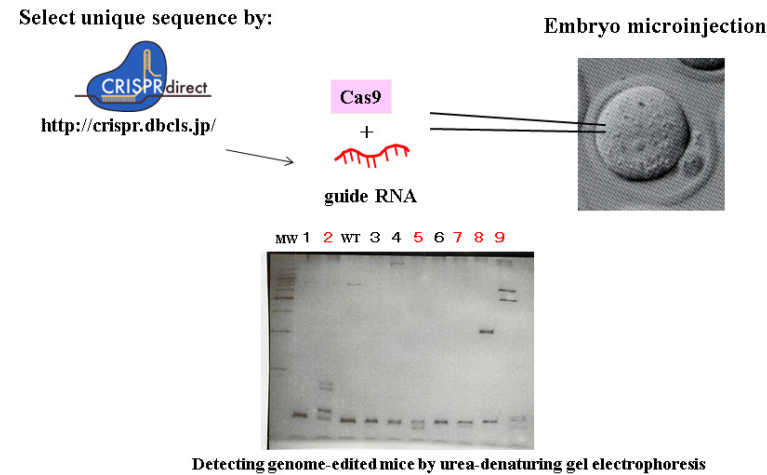 Select unique sequence by:
Embryo microinjection
CRISPRdirect
http://crispr.dbcls.jp/
Cas9
+
guide RNA
MW 1 2 WT 3 4 5 6 7 8 9
Detecting genome-edited mice by urea-denaturing gel electrophoresis